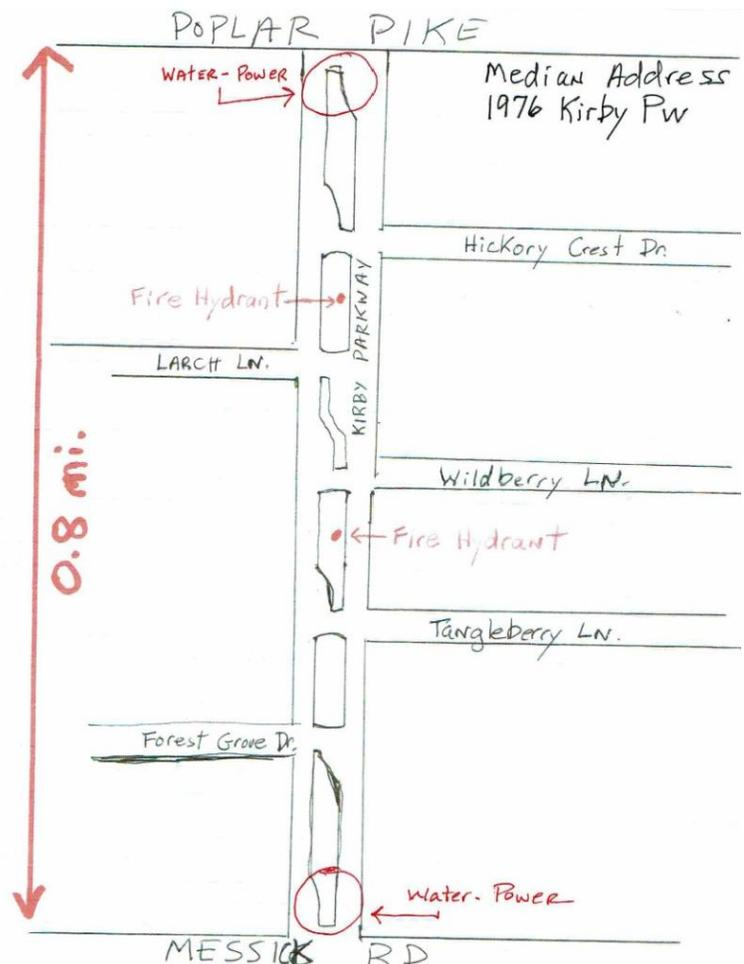 POPLAR PIKE
WATER-POWER
Median Address
1976 Kirby Pw
Hickory Crest Dr.
Fire Hydrant
KIRBY PARKWAY
LARCH LN.
0.8 mi.
Wildberry LN.
Fire Hydrant
Tangleberry LN.
Forest Grove Dr.
Water-Power
MESSICK RD